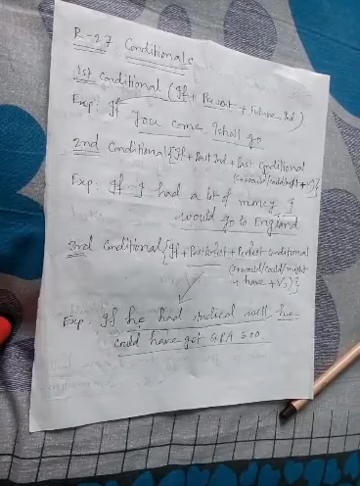 R-27 Conditionals
1st Conditional (If + Present + Future Ind)
Exp: If
you come I shall go
2nd Conditional {If + Past Ind + Past Conditional
(would/could/might + V1)}
Exp. If I had a lot of money I
would go to England
3rd Conditional {If + Past Perfect + Perfect conditional
(would/could/might
+ have + V3)}
Exp. If he had studied well he
could have got GPA 5.00